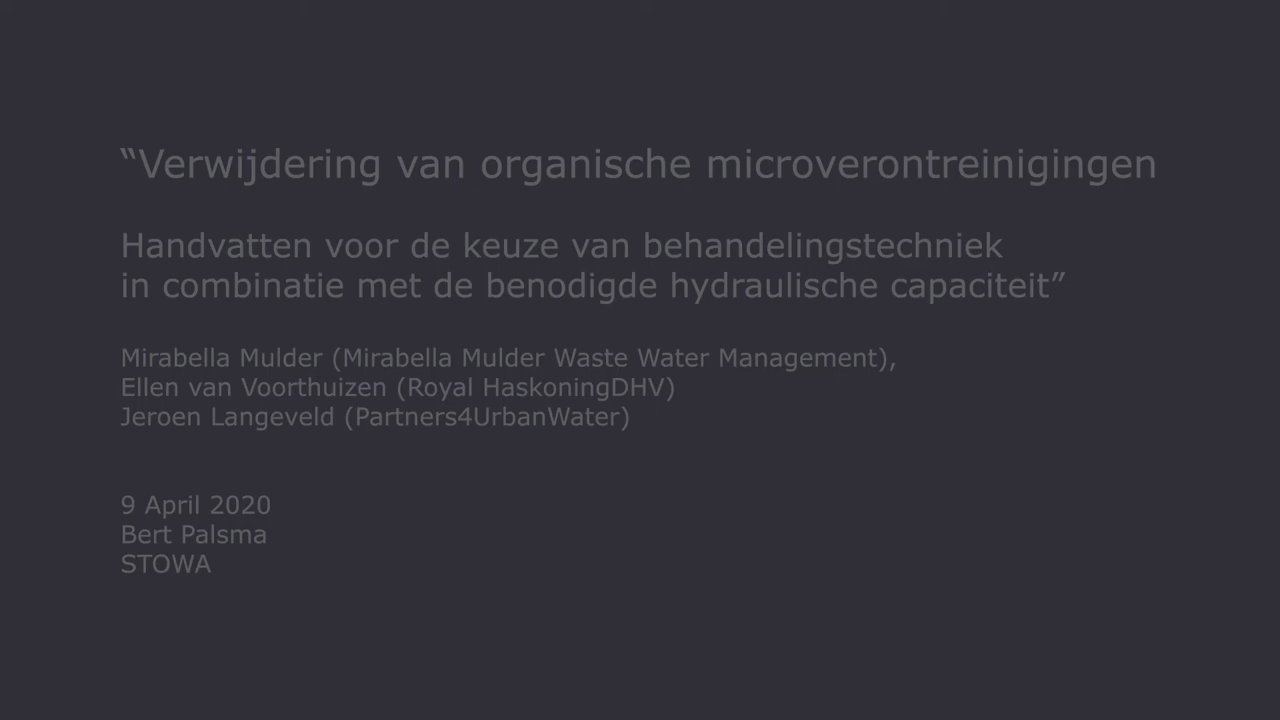 “Verwijdering van organische microverontreinigingen
Handvatten voor de keuze van behandelingstechniek
in combinatie met de benodigde hydraulische capaciteit”
Mirabella Mulder (Mirabella Mulder Waste Water Management),
Ellen van Voorthuizen (Royal HaskoningDHV)
Jeroen Langeveld (Partners4UrbanWater)
9 April 2020
Bert Palsma
STOWA